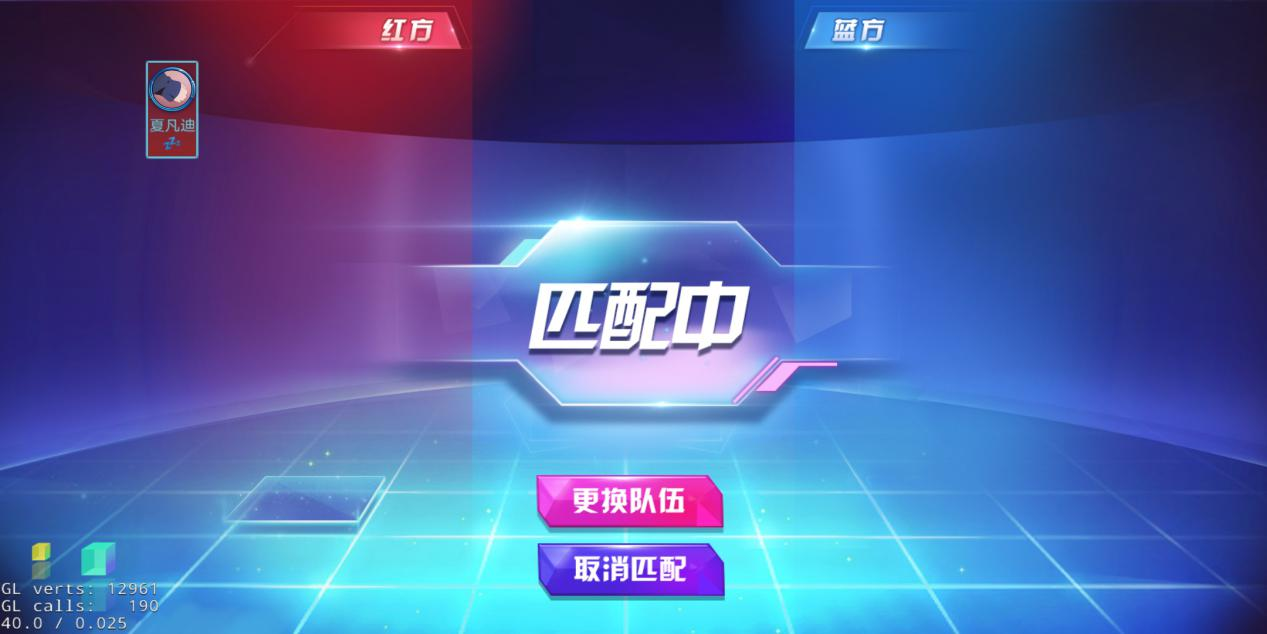 红方
蓝方
夏凡迪
zzz
匹配中
更换队伍
取消匹配
GL verts: 12961
GL calls: 190
40.0 / 0.025